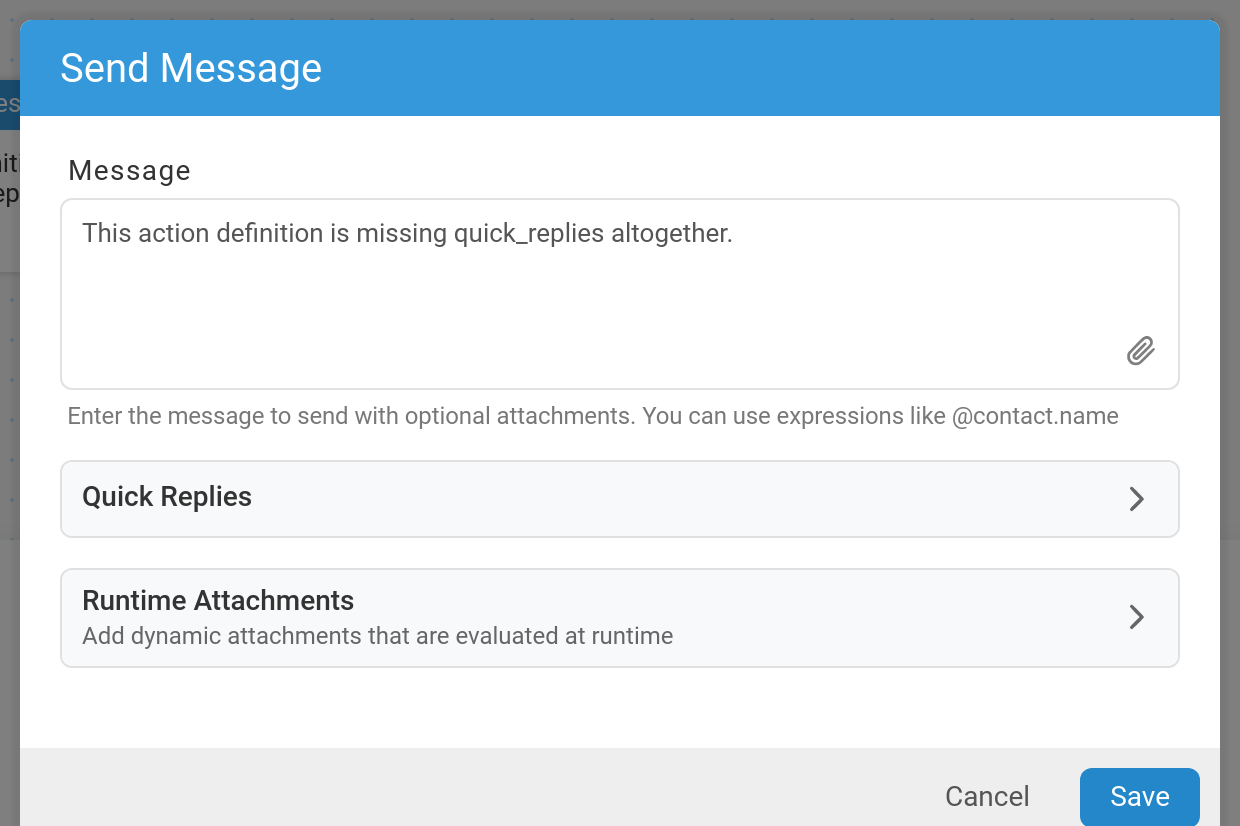 Send Message
Message
This action definition is missing quick_replies altogether.
Enter the message to send with optional attachments. You can use expressions like @contact.name
Quick Replies
Runtime Attachments
Add dynamic attachments that are evaluated at runtime
Cancel
Save